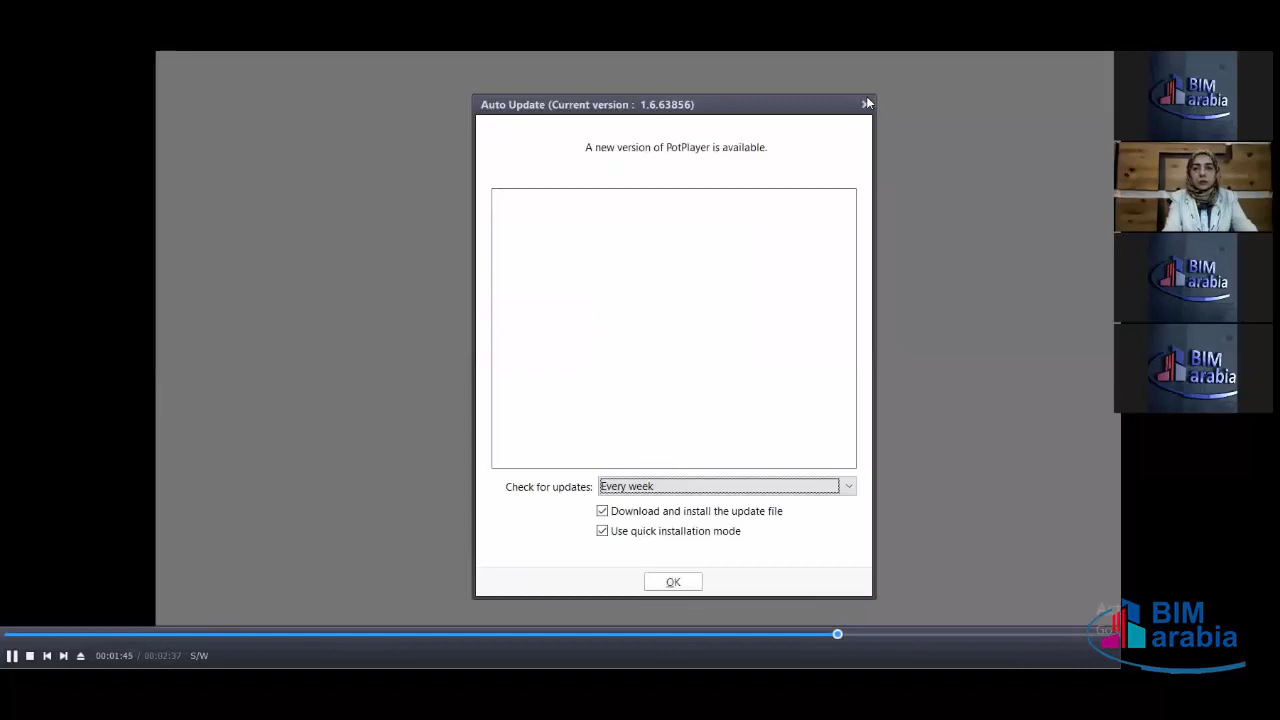 Auto Update (Current version : 1.6.63856)
A new version of PotPlayer is available.
Check for updates: Every week
Download and install the update file
Use quick installation mode
OK
00:01:45 / 00:02:37 S/W
BIM
arabia
BIM
arabia
BIM
arabia
BIM
arabia